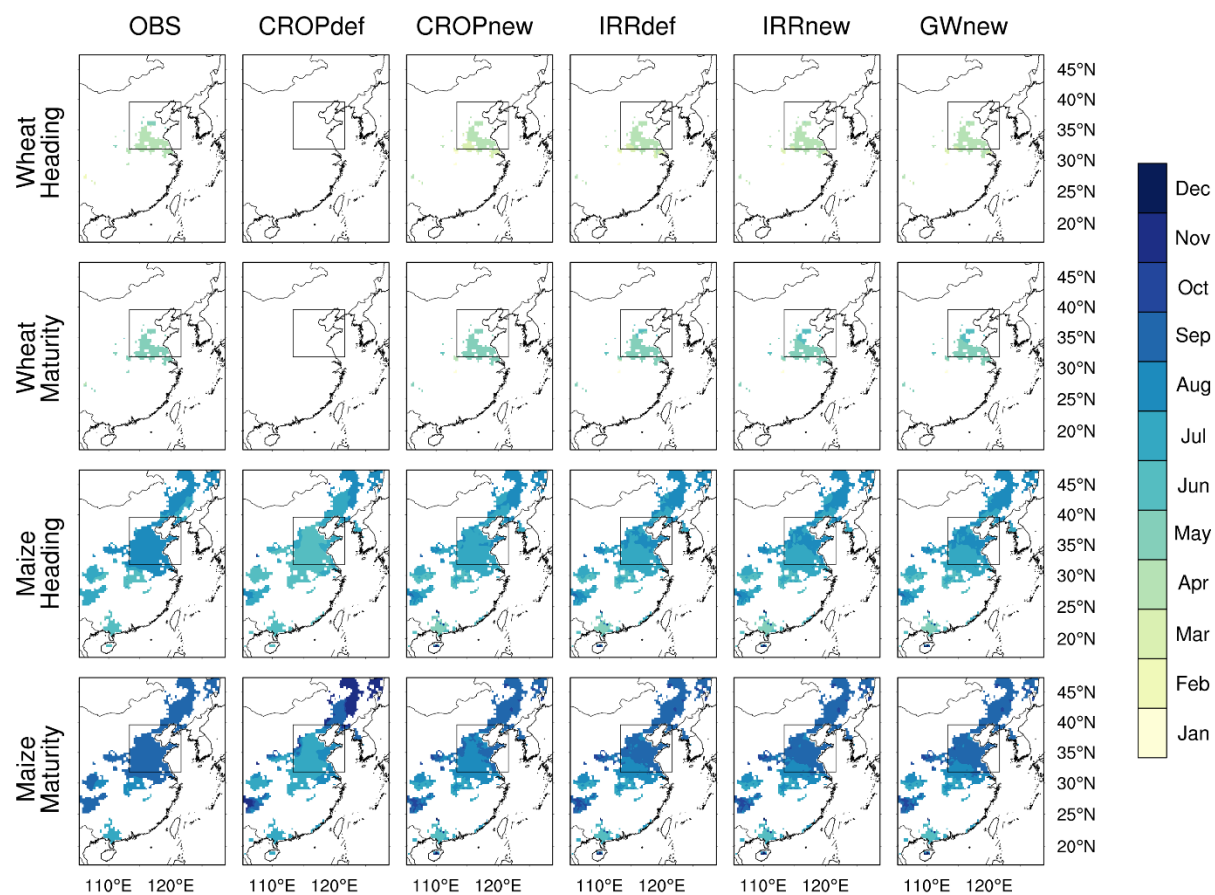 OBS CROPdef CROPnew IRRdef IRRnew GWnew
Wheat
Heading
45°N
40°N
35°N
30°N
25°N
20°N
Wheat
Maturity
45°N
40°N
35°N
30°N
25°N
20°N
Maize
Heading
45°N
40°N
35°N
30°N
25°N
20°N
Maize
Maturity
45°N
40°N
35°N
30°N
25°N
20°N
110°E 120°E 110°E 120°E 110°E 120°E 110°E 120°E 110°E 120°E 110°E 120°E
Dec
Nov
Oct
Sep
Aug
Jul
Jun
May
Apr
Mar
Feb
Jan